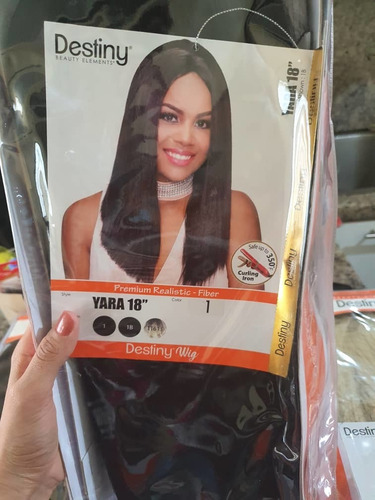 Destiny
BEAUTY ELEMENTS
YARA 18"
Safe up to
350
Curling
Iron
Premium Realistic - Fiber
Style
Color
YARA 18"
1
1
1B
Destiny Wig
Destiny
Destiny
Destiny
Destiny